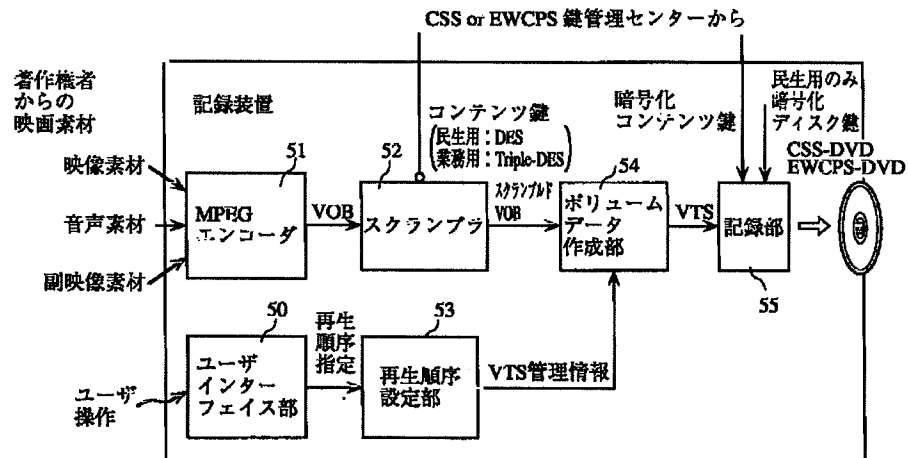 CSS or EWCPS 鍵管理センターから
著作権者
からの
映画素材
記録装置
コンテンツ鍵
(民生用:DES
業務用:Triple-DES)
暗号化
コンテンツ鍵
民生用のみ
暗号化
ディスク鍵
CSS-DVD
EWCPS-DVD
映像素材
音声素材
副映像素材
51
MPEG
エンコーダ
VOB
52
スクランブラ
スクランブルド
VOB
54
ボリューム
データ
作成部
VTS
記録部
55
ユーザ
操作
50
ユーザ
インター
フェイス部
再生
順序
指定
53
再生順序
設定部
VTS管理情報